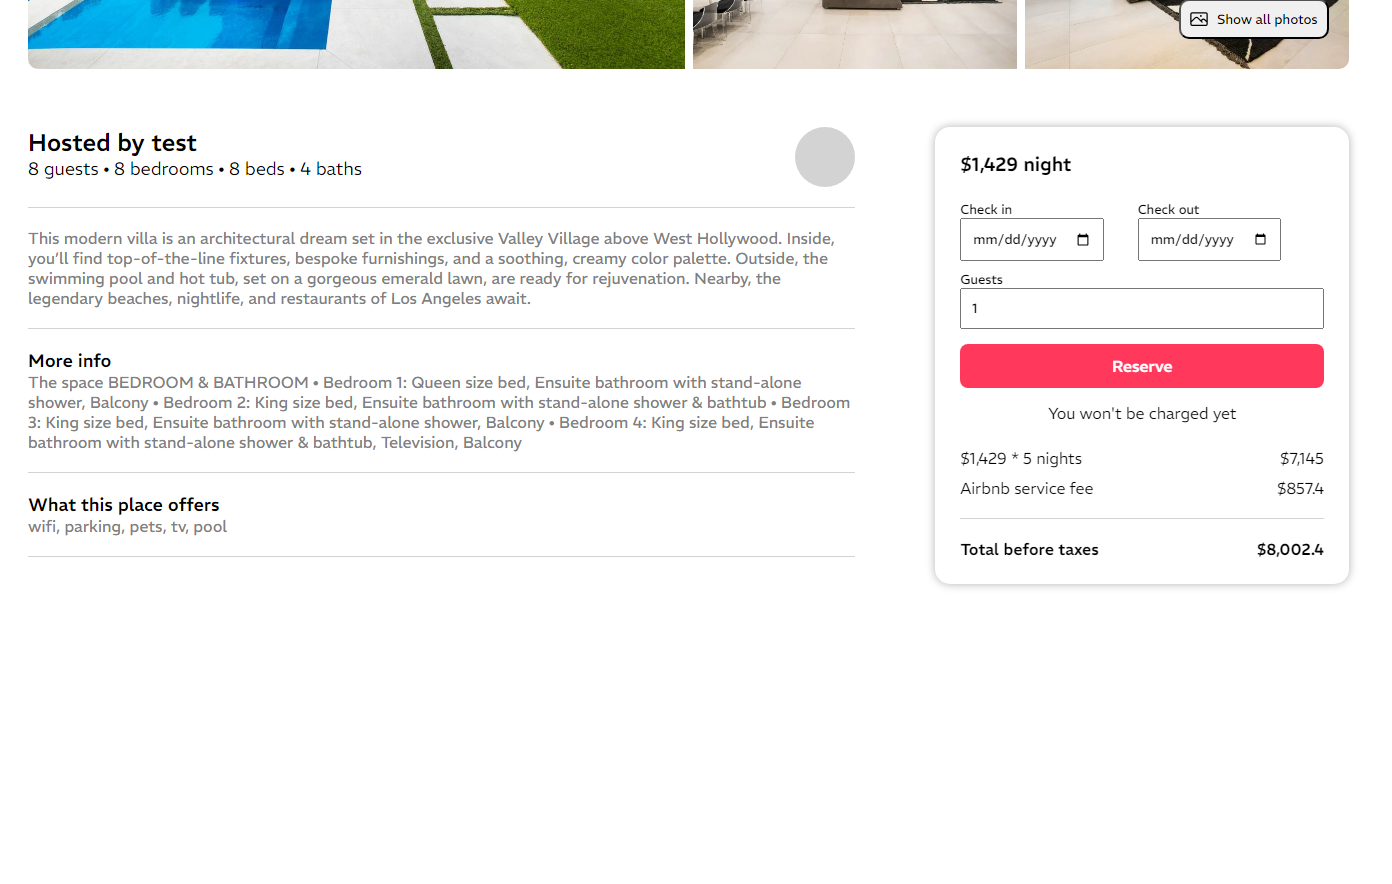 Show all photos
Hosted by test
8 guests • 8 bedrooms • 8 beds • 4 baths
This modern villa is an architectural dream set in the exclusive Valley Village above West Hollywood. Inside,
you’ll find top-of-the-line fixtures, bespoke furnishings, and a soothing, creamy color palette. Outside, the
swimming pool and hot tub, set on a gorgeous emerald lawn, are ready for rejuvenation. Nearby, the
legendary beaches, nightlife, and restaurants of Los Angeles await.
More info
The space BEDROOM & BATHROOM • Bedroom 1: Queen size bed, Ensuite bathroom with stand-alone
shower, Balcony • Bedroom 2: King size bed, Ensuite bathroom with stand-alone shower & bathtub • Bedroom
3: King size bed, Ensuite bathroom with stand-alone shower, Balcony • Bedroom 4: King size bed, Ensuite
bathroom with stand-alone shower & bathtub, Television, Balcony
What this place offers
wifi, parking, pets, tv, pool
$1,429 night
Check in Check out
mm/dd/yyyy mm/dd/yyyy
Guests
1
Reserve
You won't be charged yet
$1,429 * 5 nights $7,145
Airbnb service fee $857.4
Total before taxes $8,002.4